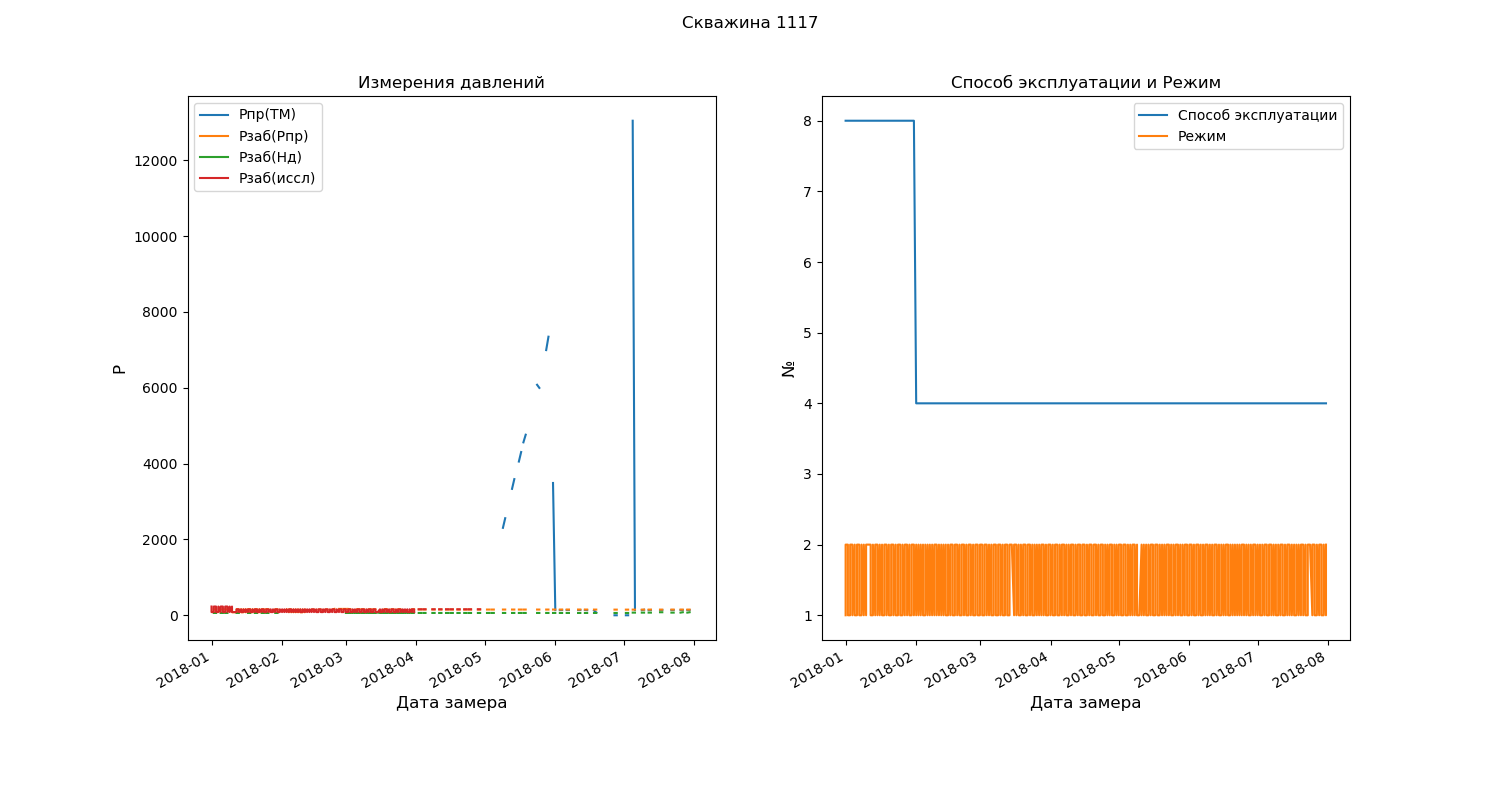 Скважина 1117
Измерения давлений
Рпр(ТМ)
Рзаб(Рпр)
Рзаб(Нд)
Рзаб(иссл)
12000
10000
8000
6000
4000
2000
0
Р
2018-01
2018-02
2018-03
2018-04
2018-05
2018-06
2018-07
2018-08
Дата замера
Способ эксплуатации и Режим
Способ эксплуатации
Режим
8
7
6
5
4
3
2
1
№
2018-01
2018-02
2018-03
2018-04
2018-05
2018-06
2018-07
2018-08
Дата замера